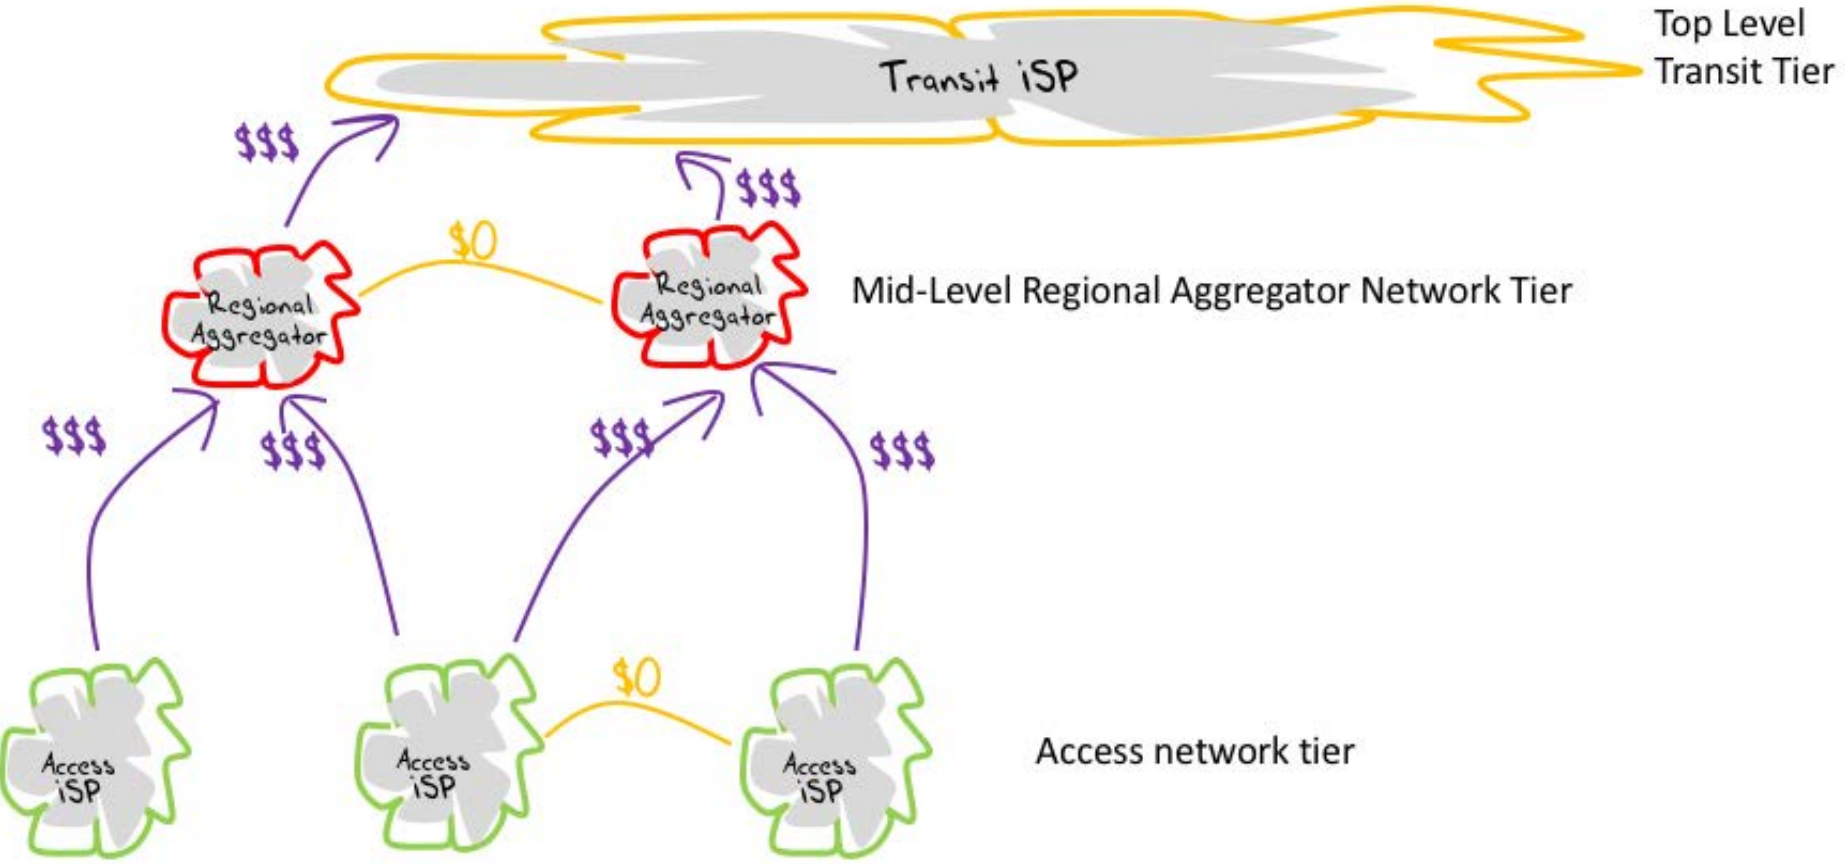 Top Level
Transit Tier
Transit iSP
$$$
$$$
$0
Regional
Aggregator
Regional
Aggregator
Mid-Level Regional Aggregator Network Tier
$$$
$$$
$$$
$$$
$0
Access
iSP
Access
iSP
Access
iSP
Access network tier